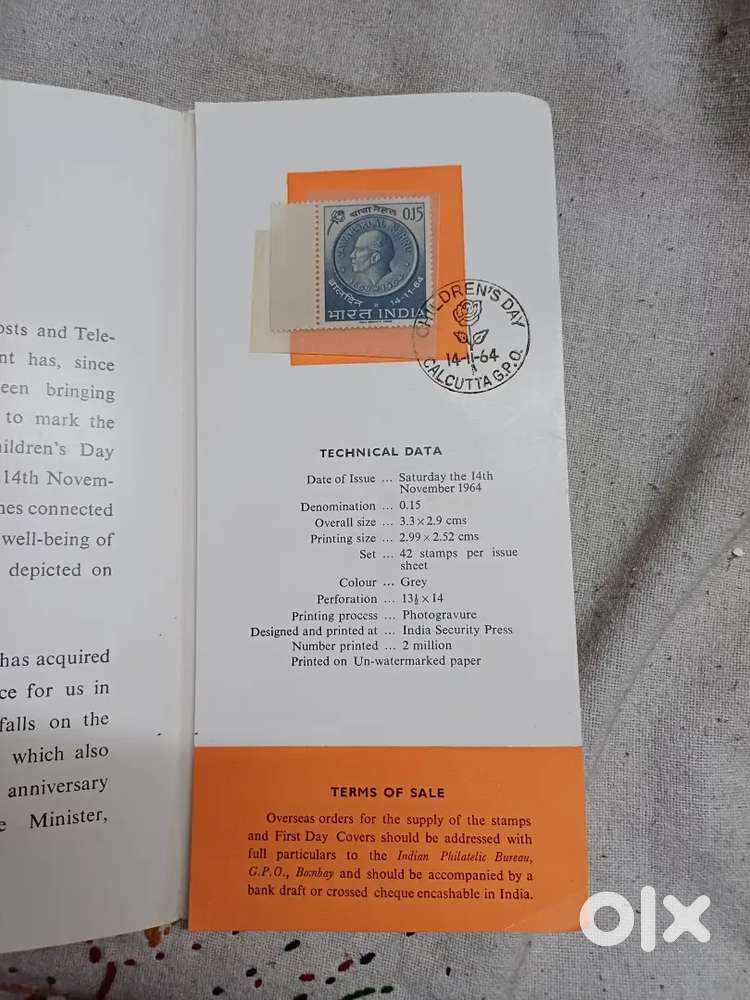 osts and Tele-
nt has, since
een bringing
to mark the
ildren's Day
14th Novem-
nes connected
well-being of
depicted on
has acquired
ce for us in
falls on the
which also
anniversary
e Minister,
चाचा नेहरू 0.15
JAWAHARLAL NEHRU
बालदिन 14-11-64
भारत INDIA
CHILDREN'S DAY
14-11-64
CALCUTTA G.P.O.
TECHNICAL DATA
Date of Issue ... Saturday the 14th
November 1964
Denomination ... 0.15
Overall size ... 3.3 × 2.9 cms
Printing size ... 2.99 × 2.52 cms
Set ... 42 stamps per issue
sheet
Colour ... Grey
Perforation ... 13½ × 14
Printing process ... Photogravure
Designed and printed at ... India Security Press
Number printed ... 2 million
Printed on Un-watermarked paper
TERMS OF SALE
Overseas orders for the supply of the stamps
and First Day Covers should be addressed with
full particulars to the Indian Philatelic Bureau,
G.P.O., Bombay and should be accompanied by a
bank draft or crossed cheque encashable in India.
olx